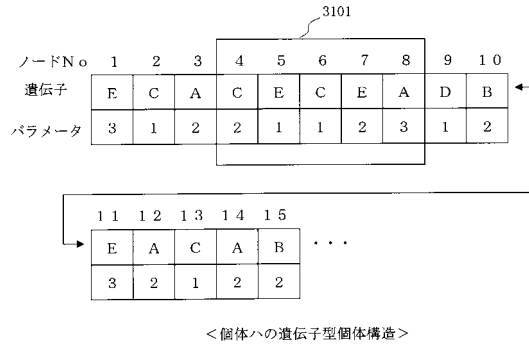 3101
ノードNo 1 2 3 4 5 6 7 8 9 10
遺伝子 E C A C E C E A D B
パラメータ 3 1 2 2 1 1 2 3 1 2
11 12 13 14 15
E A C A B ・・・
3 2 1 2 2
＜個体ハの遺伝子型個体構造＞